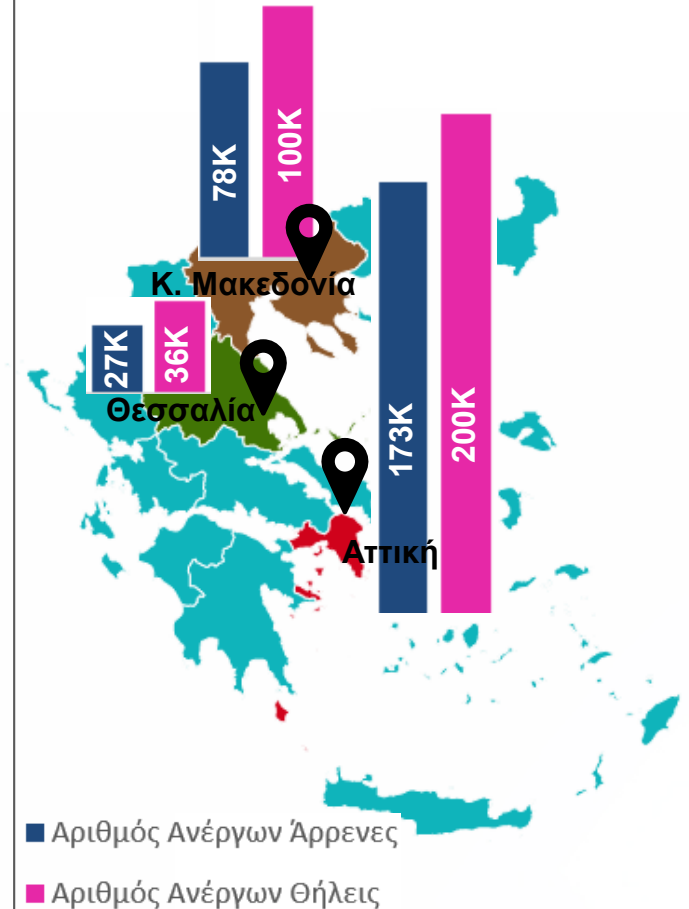 78K
100K
Κ. Μακεδονία
27K
36K
Θεσσαλία
173K
200K
Αττική
Αριθμός Ανέργων Άρρενες
Αριθμός Ανέργων Θήλεις